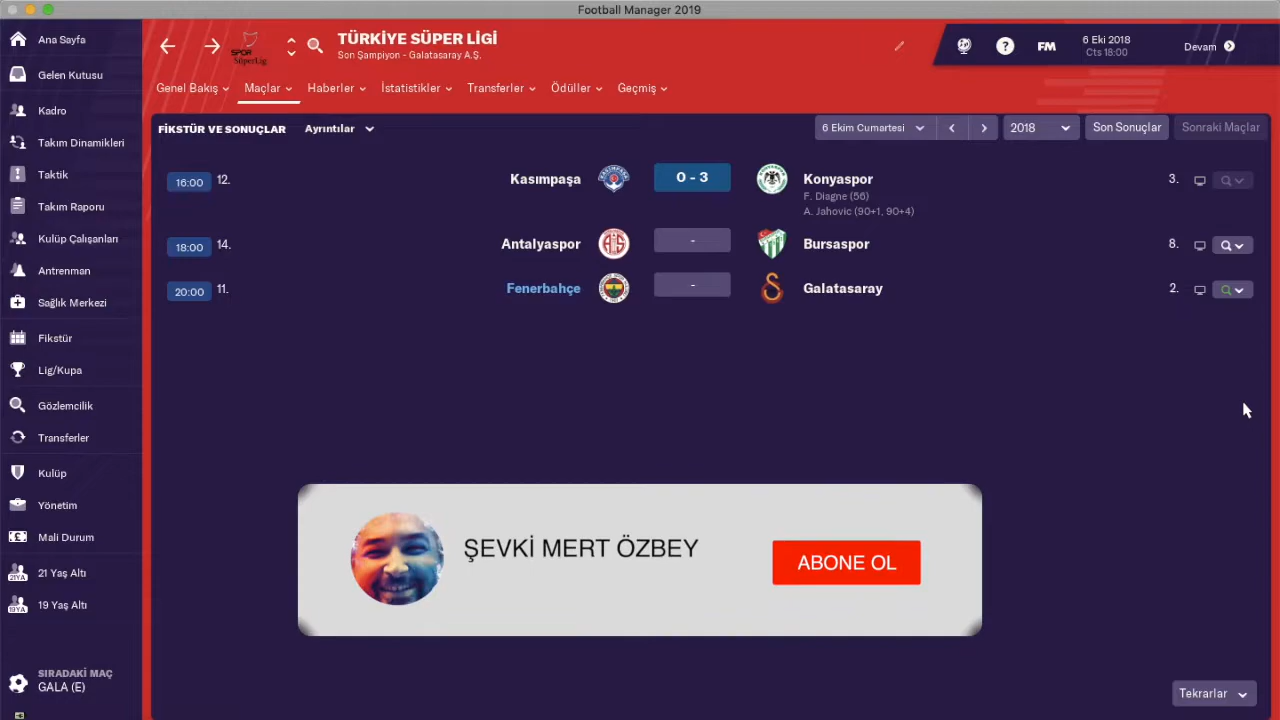 Football Manager 2019
Ana Sayfa
Gelen Kutusu
Kadro
Takım Dinamikleri
Taktik
Takım Raporu
Kulüp Çalışanları
Antrenman
Sağlık Merkezi
Fikstür
Lig/Kupa
Gözlemcilik
Transferler
Kulüp
Yönetim
Mali Durum
21YA 21 Yaş Altı
19YA 19 Yaş Altı
SIRADAKİ MAÇ
GALA (E)
SPOR
SüperLig
TÜRKİYE SÜPER LİGİ
Son Şampiyon - Galatasaray A.Ş.
? FM 6 Eki 2018
Cts 18:00
Devam
Genel Bakış Maçlar Haberler İstatistikler Transferler Ödüller Geçmiş
FİKSTÜR VE SONUÇLAR Ayrıntılar 6 Ekim Cumartesi 2018 Son Sonuçlar Sonraki Maçlar
16:00 12. Kasımpaşa 0 - 3 Konyaspor 3.
F. Diagne (56)
A. Jahovic (90+1, 90+4)
18:00 14. Antalyaspor - Bursaspor 8.
20:00 11. Fenerbahçe - Galatasaray 2.
ŞEVKİ MERT ÖZBEY
ABONE OL
Tekrarlar